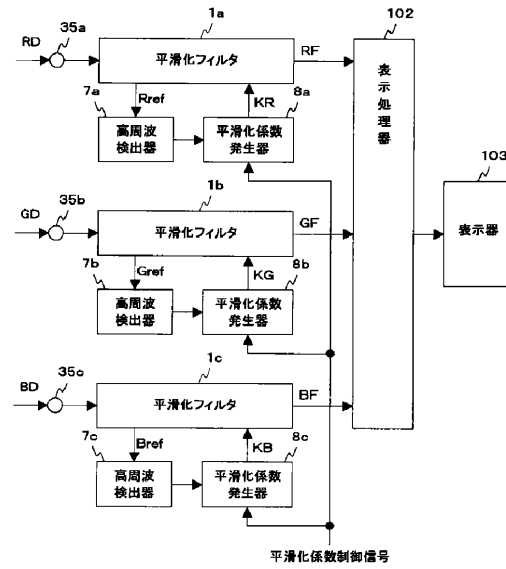 1a
102
RD
35a
平滑化フィルタ
RF
表示処理器
7a
Rref
KR
8a
高周波
検出器
平滑化係数
発生器
103
1b
GD
35b
平滑化フィルタ
GF
表示器
7b
Gref
KG
8b
高周波
検出器
平滑化係数
発生器
1c
BD
35c
平滑化フィルタ
BF
7c
Bref
KB
8c
高周波
検出器
平滑化係数
発生器
平滑化係数制御信号